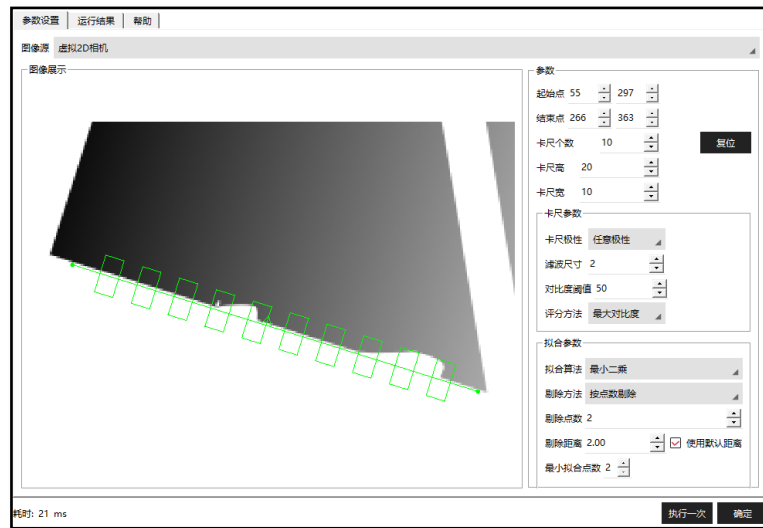 参数设置 运行结果 帮助
图像源 虚拟2D相机
图像展示
参数
起始点 55 297
结束点 266 363
卡尺个数 10 复位
卡尺高 20
卡尺宽 10
卡尺参数
卡尺极性 任意极性
滤波尺寸 2
对比度阈值 50
评分方法 最大对比度
拟合参数
拟合算法 最小二乘
剔除方法 按点数剔除
剔除点数 2
剔除距离 2.00 使用默认距离
最小拟合点数 2
耗时: 21 ms 执行一次 确定